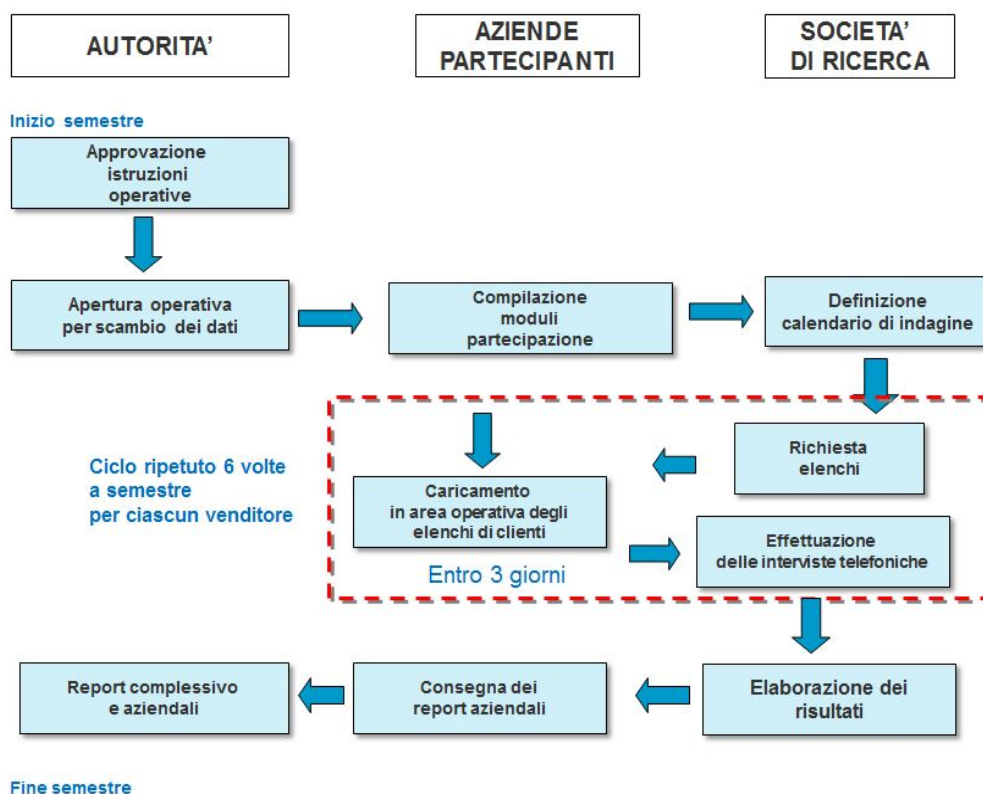 AUTORITA’
AZIENDE
PARTECIPANTI
SOCIETA’
DI RICERCA
Inizio semestre
Approvazione
istruzioni
operative
Apertura operativa
per scambio dei dati
Compilazione
moduli
partecipazione
Definizione
calendario di indagine
Ciclo ripetuto 6 volte
a semestre
per ciascun venditore
Richiesta
elenchi
Caricamento
in area operativa degli
elenchi di clienti
Entro 3 giorni
Effettuazione
delle interviste telefoniche
Report complessivo
e aziendali
Consegna dei
report aziendali
Elaborazione dei
risultati
Fine semestre